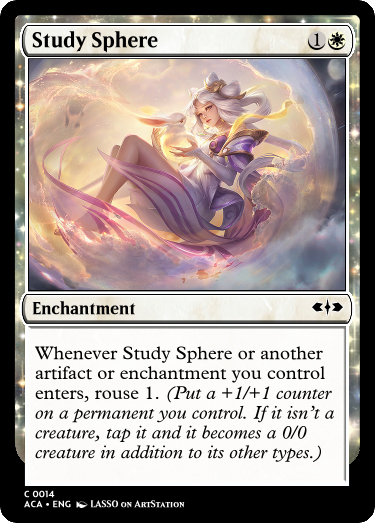 Study Sphere 1
Enchantment
Whenever Study Sphere or another
artifact or enchantment you control
enters, rouse 1. (Put a +1/+1 counter
on a permanent you control. If it isn't a
creature, tap it and it becomes a 0/0
creature in addition to its other types.)
C 0014
ACA • ENG LASSO on ArtStation